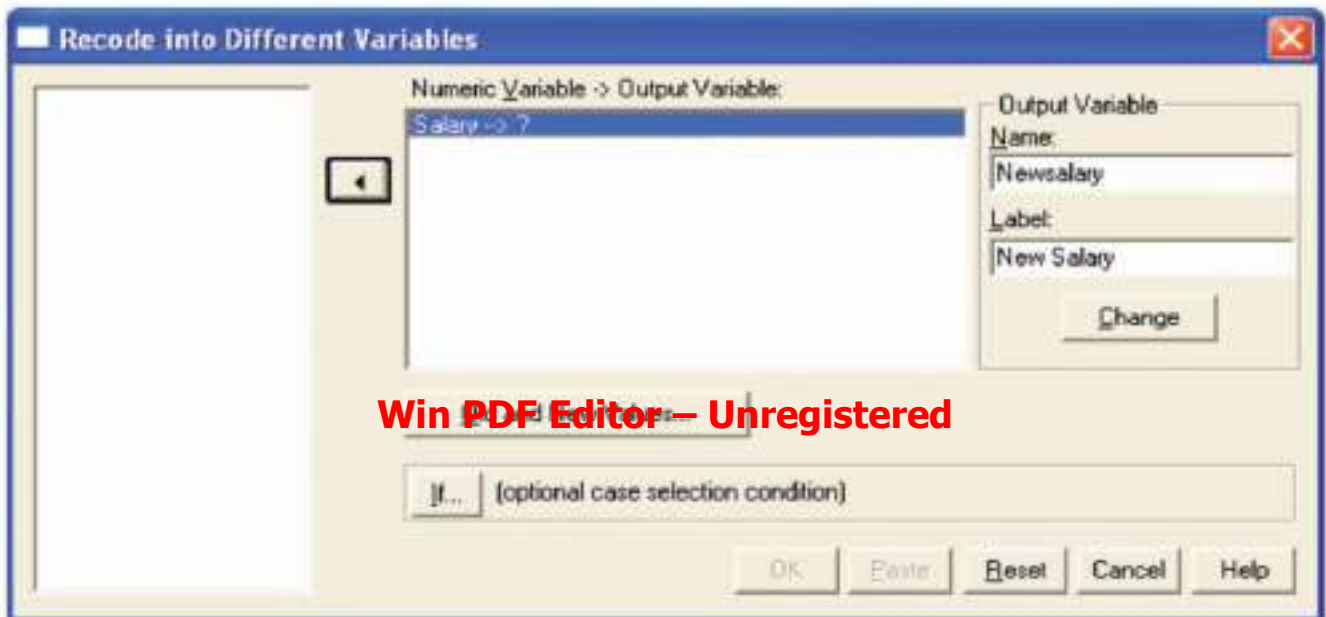 Recode into Different Variables
Numeric Variable -> Output Variable:
Salary --> ?
Output Variable
Name:
Newsalary
Label:
New Salary
Change
Win PDF Editor — Unregistered
If...
(optional case selection condition)
OK
Paste
Reset
Cancel
Help